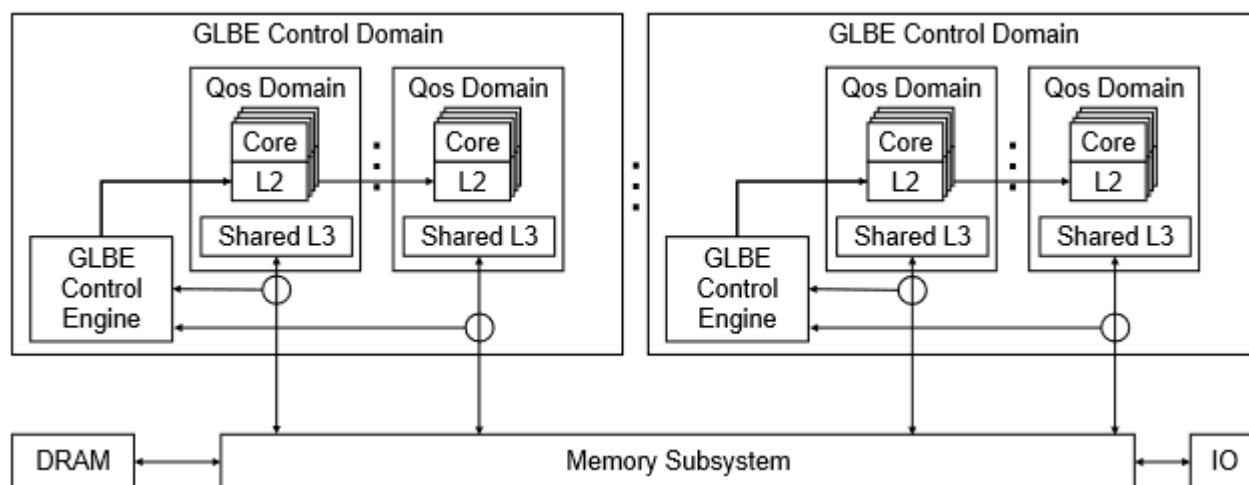 GLBE Control Domain
Qos Domain
Qos Domain
Core
Core
L2
L2
Shared L3
Shared L3
GLBE
Control
Engine
GLBE Control Domain
Qos Domain
Qos Domain
Core
Core
L2
L2
Shared L3
Shared L3
GLBE
Control
Engine
DRAM
Memory Subsystem
IO